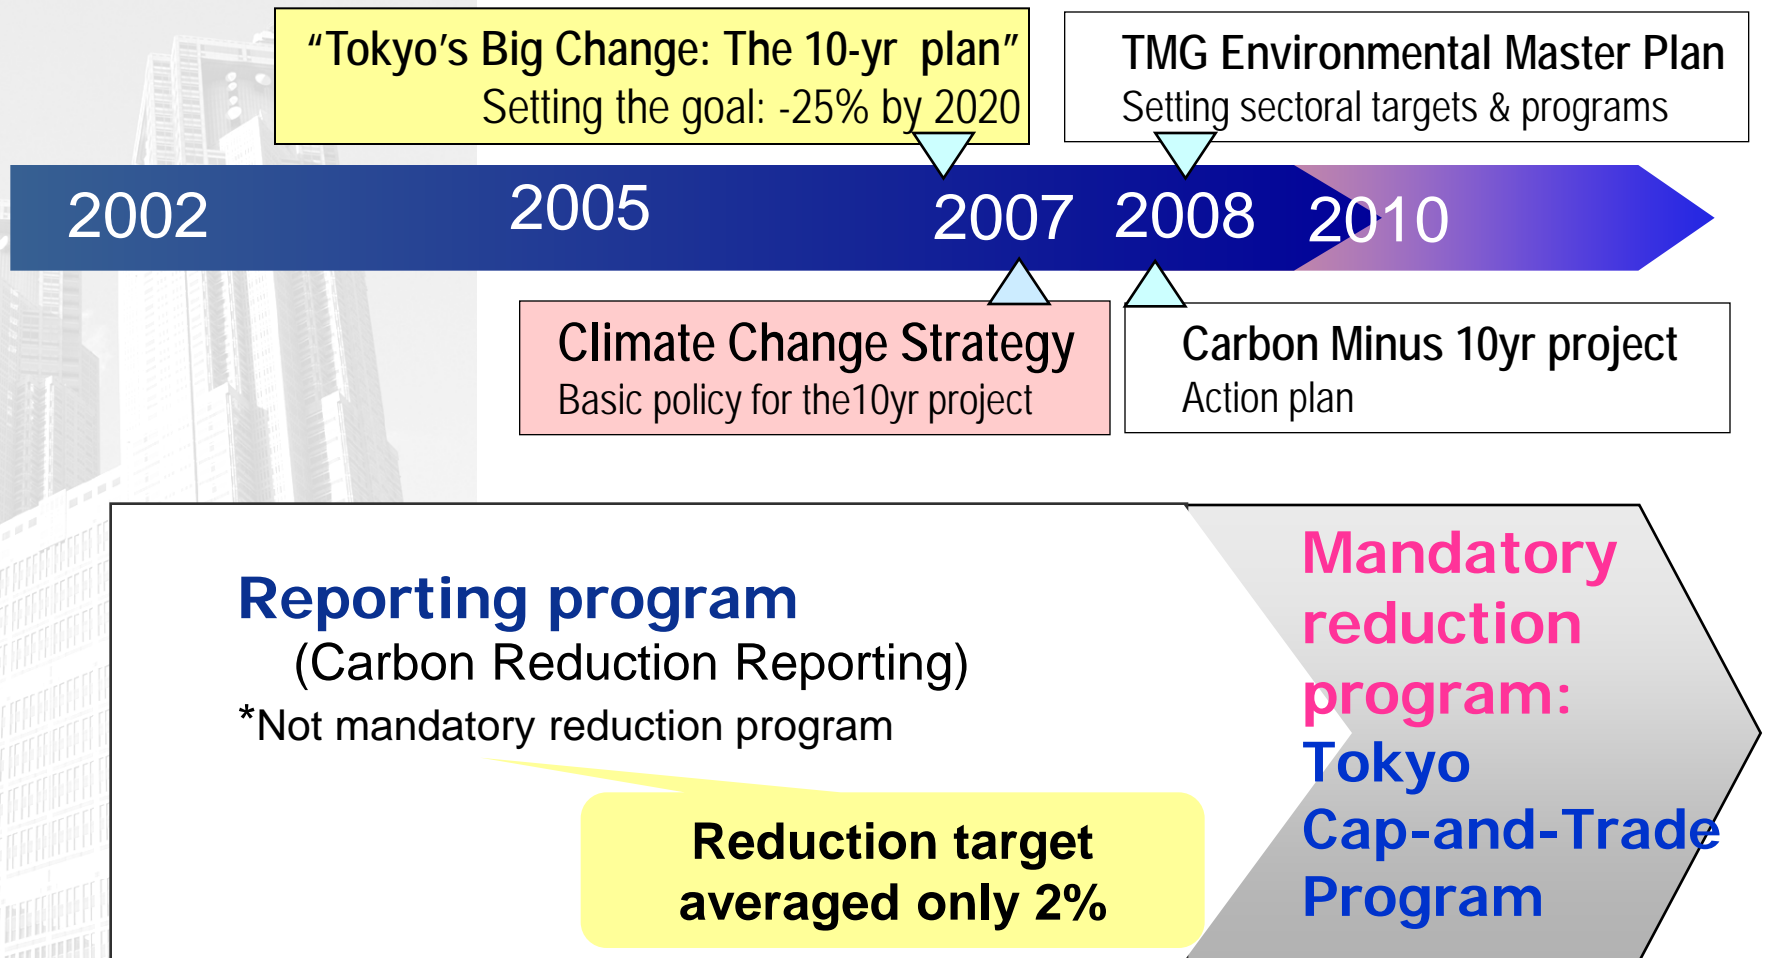 “Tokyo’s Big Change: The 10-yr plan”
Setting the goal: -25% by 2020
TMG Environmental Master Plan
Setting sectoral targets & programs
2002 2005 2007 2008 2010
Climate Change Strategy
Basic policy for the10yr project
Carbon Minus 10yr project
Action plan
Reporting program
(Carbon Reduction Reporting)
*Not mandatory reduction program
Reduction target
averaged only 2%
Mandatory
reduction
program:
Tokyo
Cap-and-Trade
Program